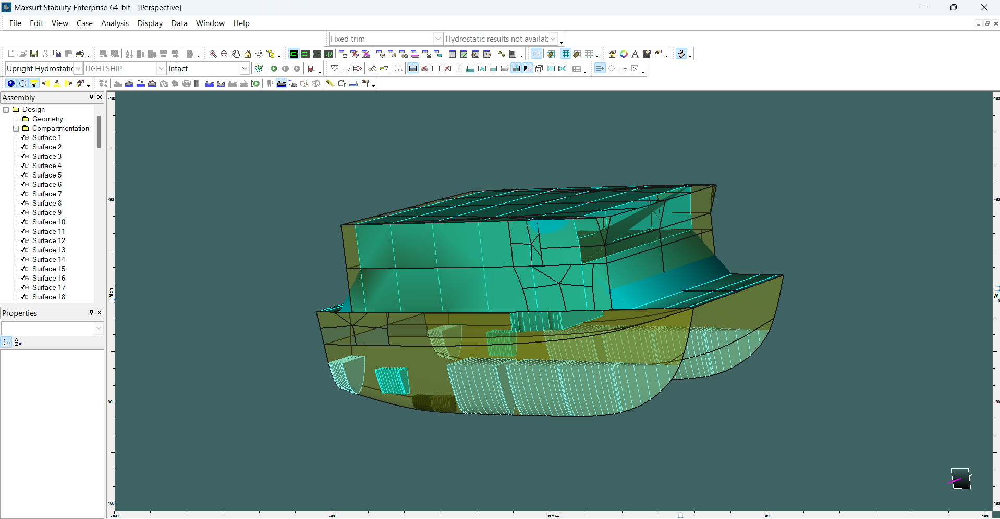 Maxsurf Stability Enterprise 64-bit - [Perspective]
File Edit View Case Analysis Display Data Window Help
Fixed trim Hydrostatic results not availab
Upright Hydrostatic LIGHTSHIP Intact
Assembly
Design
Geometry
Compartmentation
Surface 1
Surface 2
Surface 3
Surface 4
Surface 5
Surface 6
Surface 7
Surface 8
Surface 9
Surface 10
Surface 11
Surface 12
Surface 13
Surface 14
Surface 15
Surface 16
Surface 17
Surface 18
Properties
-180
-90
Pitch
90
180
-180
-90
Roll
0
90
180
-180 -90 0 Yaw 90 180